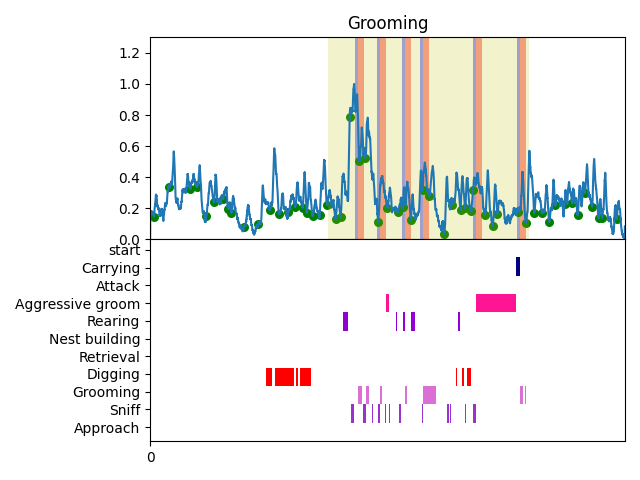 Grooming
1.2
1.0
0.8
0.6
0.4
0.2
0.0
start
Carrying
Attack
Aggressive groom
Rearing
Nest building
Retrieval
Digging
Grooming
Sniff
Approach
0